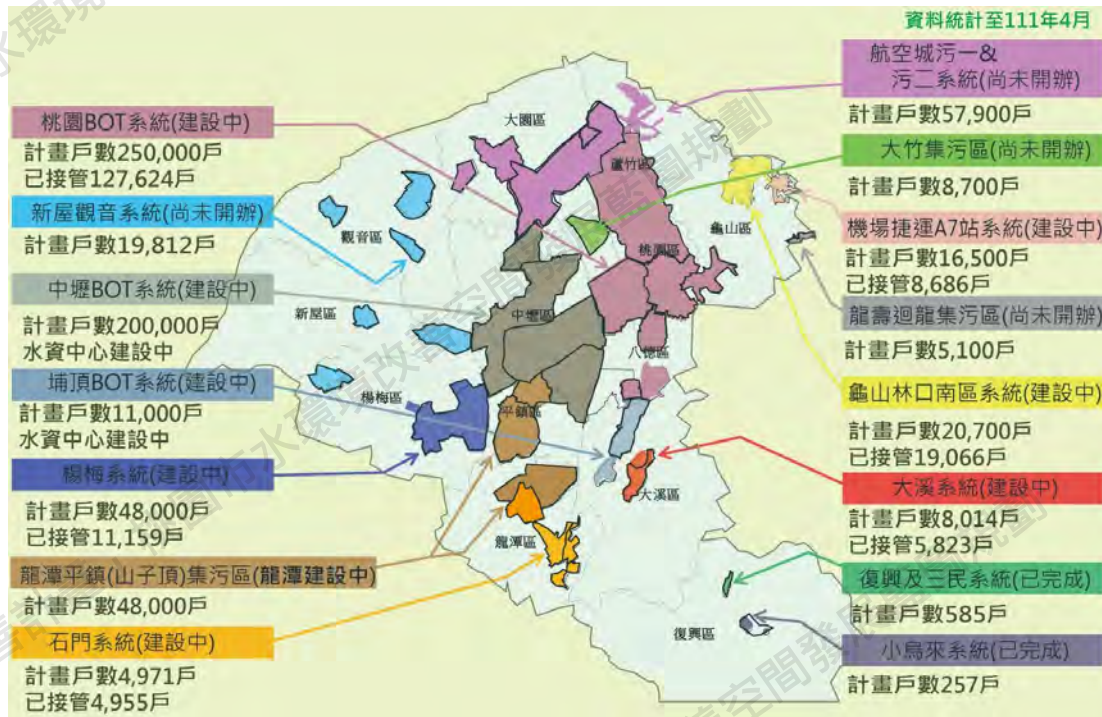 資料統計至111年4月
桃園BOT系統(建設中)
計畫戶數250,000戶
已接管127,624戶
新屋觀音系統(尚未開辦)
計畫戶數19,812戶
中壢BOT系統(建設中)
計畫戶數200,000戶
水資中心建設中
埔頂BOT系統(建設中)
計畫戶數11,000戶
水資中心建設中
楊梅系統(建設中)
計畫戶數48,000戶
已接管11,159戶
龍潭平鎮(山子頂)集污區(龍潭建設中)
計畫戶數48,000戶
石門系統(建設中)
計畫戶數4,971戶
已接管4,955戶
大園區
蘆竹區
觀音區
桃園區
龜山區
新屋區
中壢區
八德區
楊梅區
平鎮區
大溪區
龍潭區
復興區
航空城污一&
污二系統(尚未開辦)
計畫戶數57,900戶
大竹集污區(尚未開辦)
計畫戶數8,700戶
機場捷運A7站系統(建設中)
計畫戶數16,500戶
已接管8,686戶
龍壽迴龍集污區(尚未開辦)
計畫戶數5,100戶
龜山林口南區系統(建設中)
計畫戶數20,700戶
已接管19,066戶
大溪系統(建設中)
計畫戶數8,014戶
已接管5,823戶
復興及三民系統(已完成)
計畫戶數585戶
小烏來系統(已完成)
計畫戶數257戶